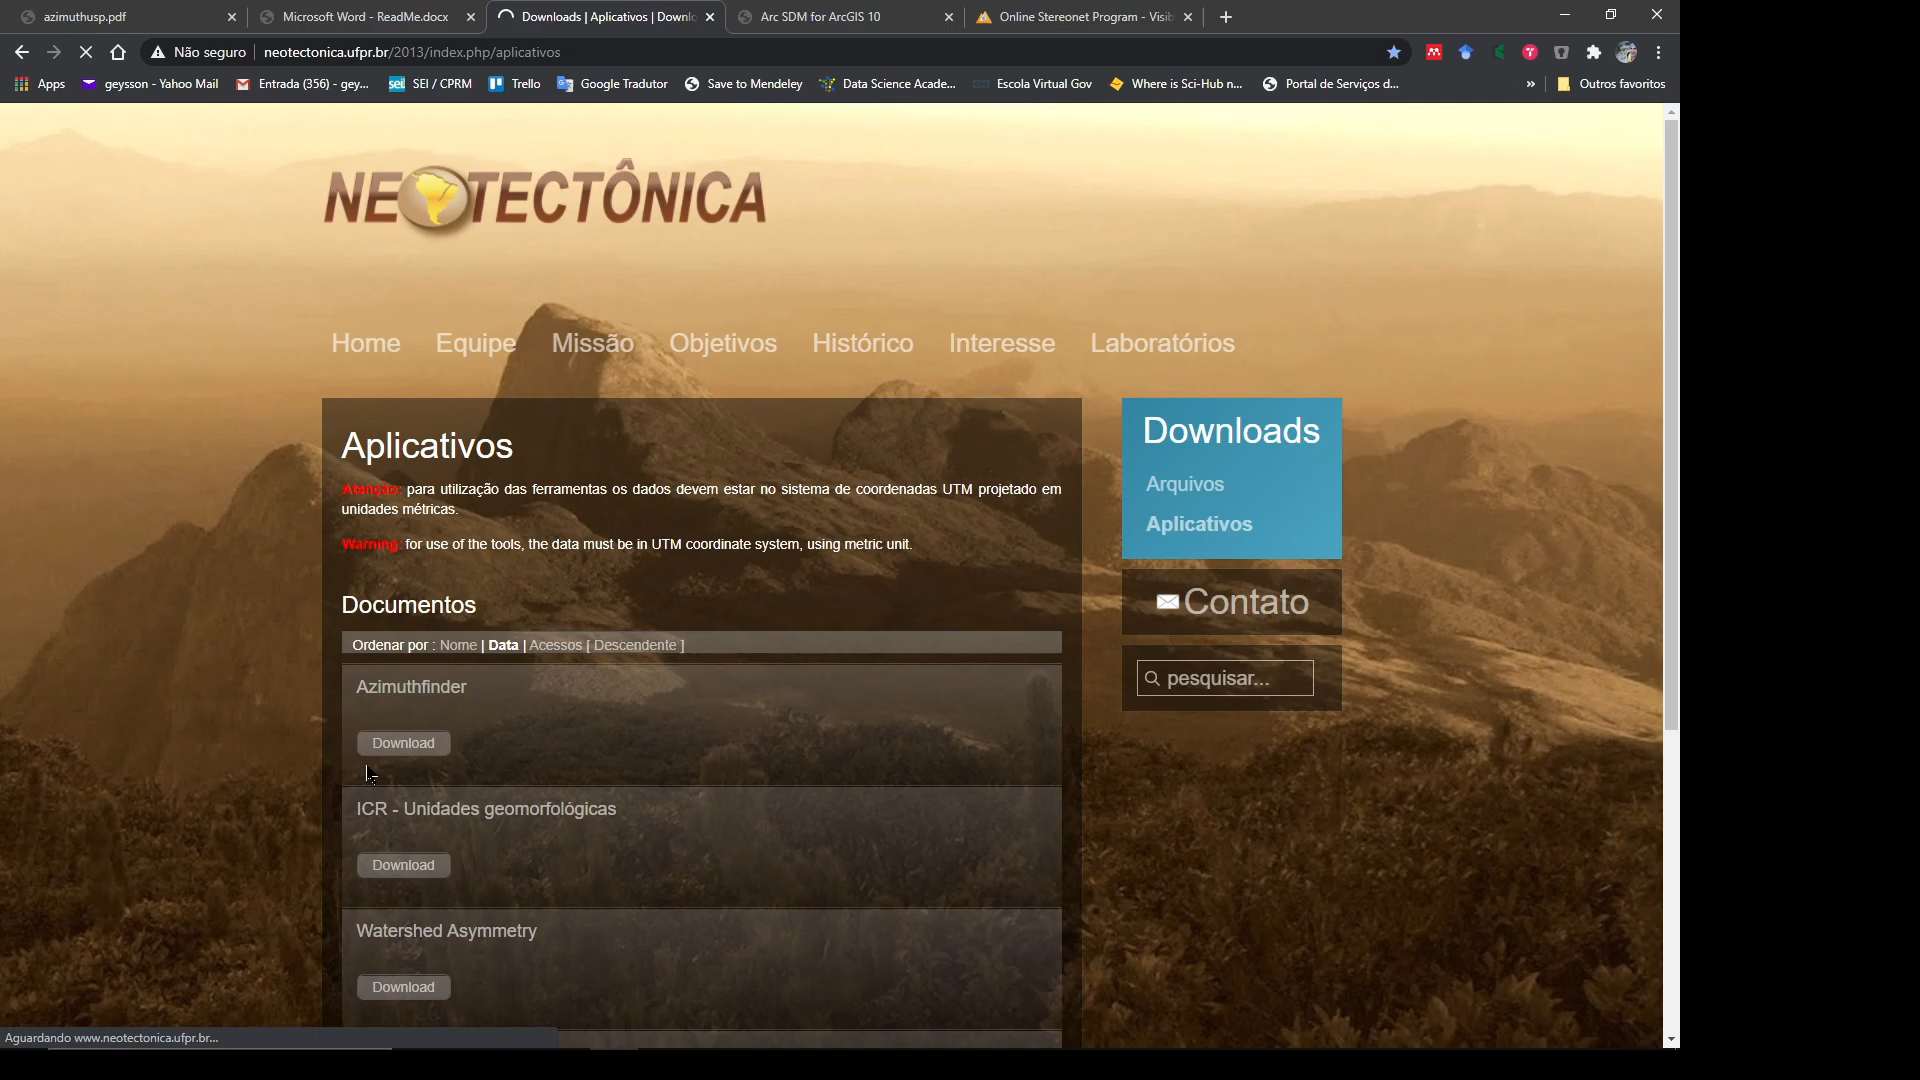 azimuthusp.pdf
Microsoft Word - ReadMe.docx
Downloads | Aplicativos | Downlo
Arc SDM for ArcGIS 10
Online Stereonet Program - Visib
Não seguro
neotectonica.ufpr.br/2013/index.php/aplicativos
Apps
geysson - Yahoo Mail
Entrada (356) - gey...
SEI / CPRM
Trello
Google Tradutor
Save to Mendeley
Data Science Acade...
Escola Virtual Gov
Where is Sci-Hub n...
Portal de Serviços d...
»
Outros favoritos
NEOTECTÔNICA
Home Equipe Missão Objetivos Histórico Interesse Laboratórios
Aplicativos
Atenção: para utilização das ferramentas os dados devem estar no sistema de coordenadas UTM projetado em
unidades métricas.
Warning: for use of the tools, the data must be in UTM coordinate system, using metric unit.
Documentos
Ordenar por : Nome | Data | Acessos [ Descendente ]
Azimuthfinder
Download
ICR - Unidades geomorfológicas
Download
Watershed Asymmetry
Download
Downloads
Arquivos
Aplicativos
Contato
pesquisar...
Aguardando www.neotectonica.ufpr.br...